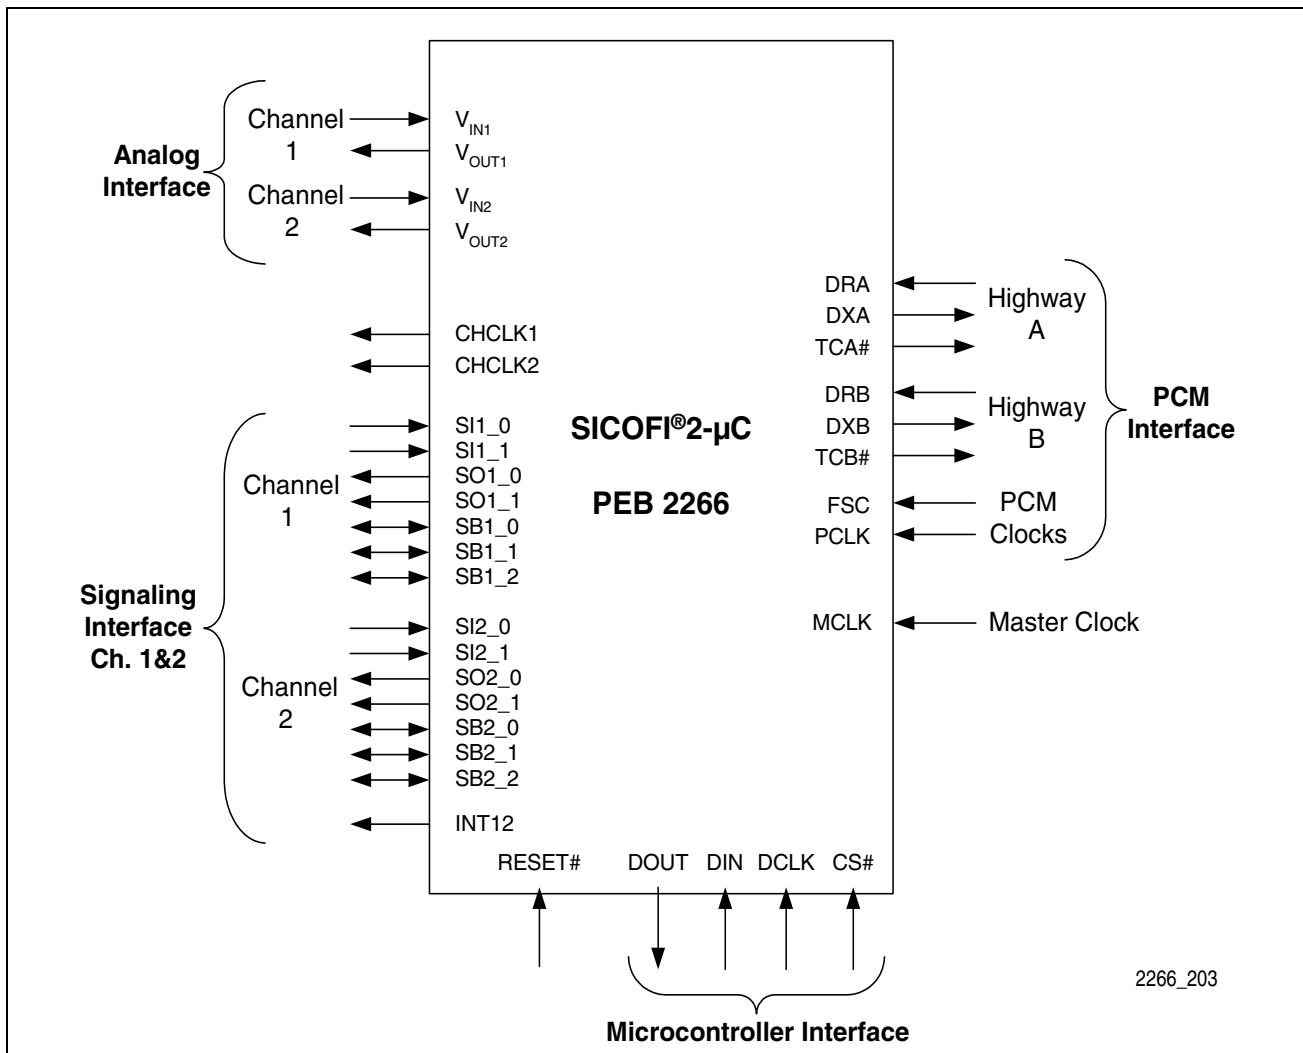 Analog
Interface
Channel
1
Channel
2
V_IN1
V_OUT1
V_IN2
V_OUT2
CHCLK1
CHCLK2
Signaling
Interface
Ch. 1&2
Channel
1
SI1_0
SI1_1
SO1_0
SO1_1
SB1_0
SB1_1
SB1_2
Channel
2
SI2_0
SI2_1
SO2_0
SO2_1
SB2_0
SB2_1
SB2_2
INT12
SICOFI®2-µC
PEB 2266
DRA
DXA
TCA#
Highway
A
DRB
DXB
TCB#
Highway
B
FSC
PCLK
PCM
Clocks
PCM
Interface
MCLK
Master Clock
RESET#
DOUT
DIN
DCLK
CS#
Microcontroller Interface
2266_203